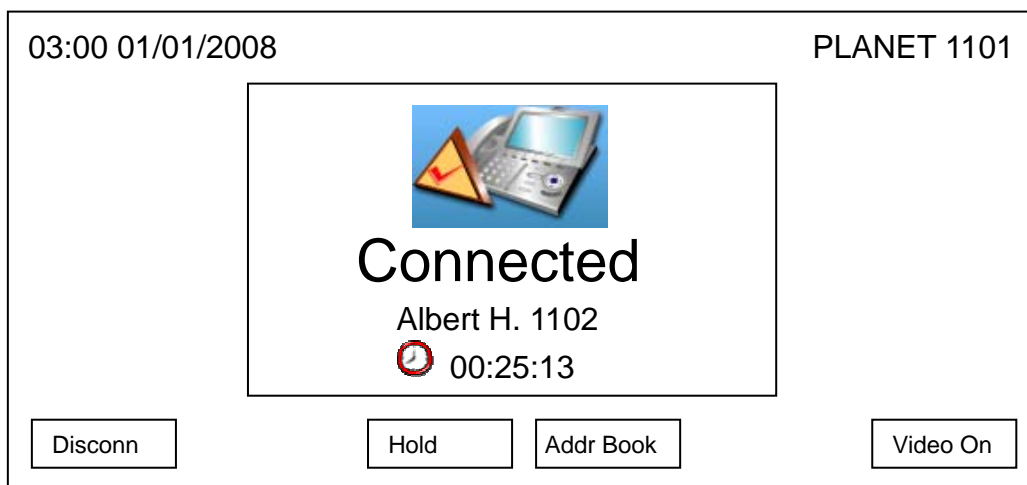 03:00 01/01/2008 PLANET 1101
Connected
Albert H. 1102
00:25:13
Disconn Hold Addr Book Video On